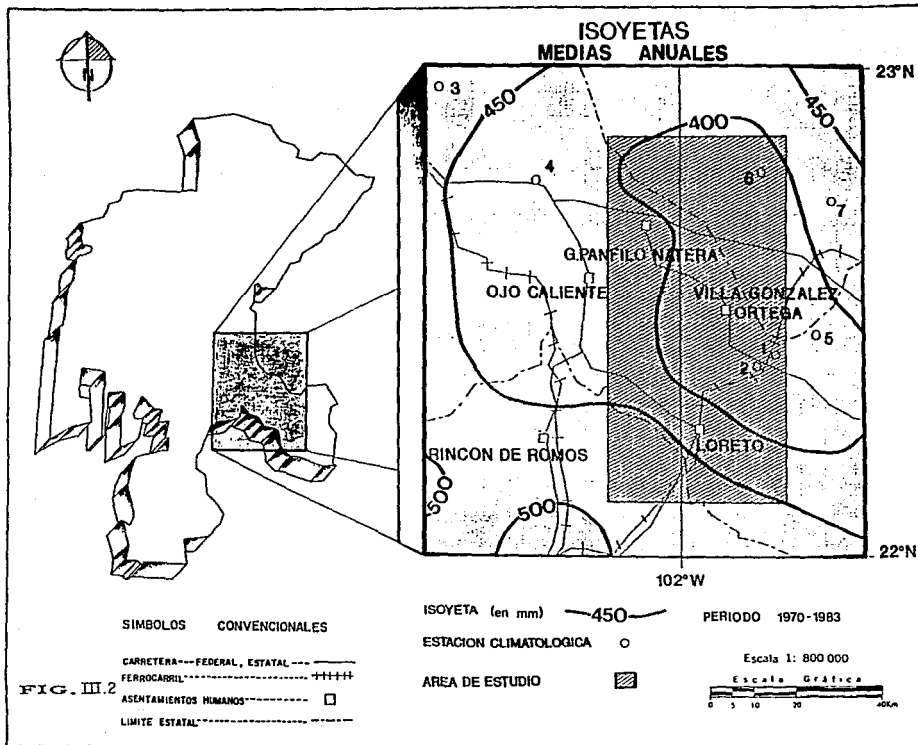 ISOYETAS
MEDIAS ANUALES
N
23°N
3
450
450
400
4
6
7
G.PANFILO NATERA
OJO CALIENTE
VILLA GONZALEZ
ORTEGA
1
5
2
LORETO
RINCON DE ROMOS
500
500
22°N
102°W
SIMBOLOS CONVENCIONALES
CARRETERA---FEDERAL, ESTATAL
FERROCARRIL
ASENTAMIENTOS HUMANOS
LIMITE ESTATAL
FIG. III.2
ISOYETA (en mm) 450
ESTACION CLIMATOLOGICA
AREA DE ESTUDIO
PERIODO 1970-1983
Escala 1: 800 000
Escala Gráfica
0 5 10 20 40Km